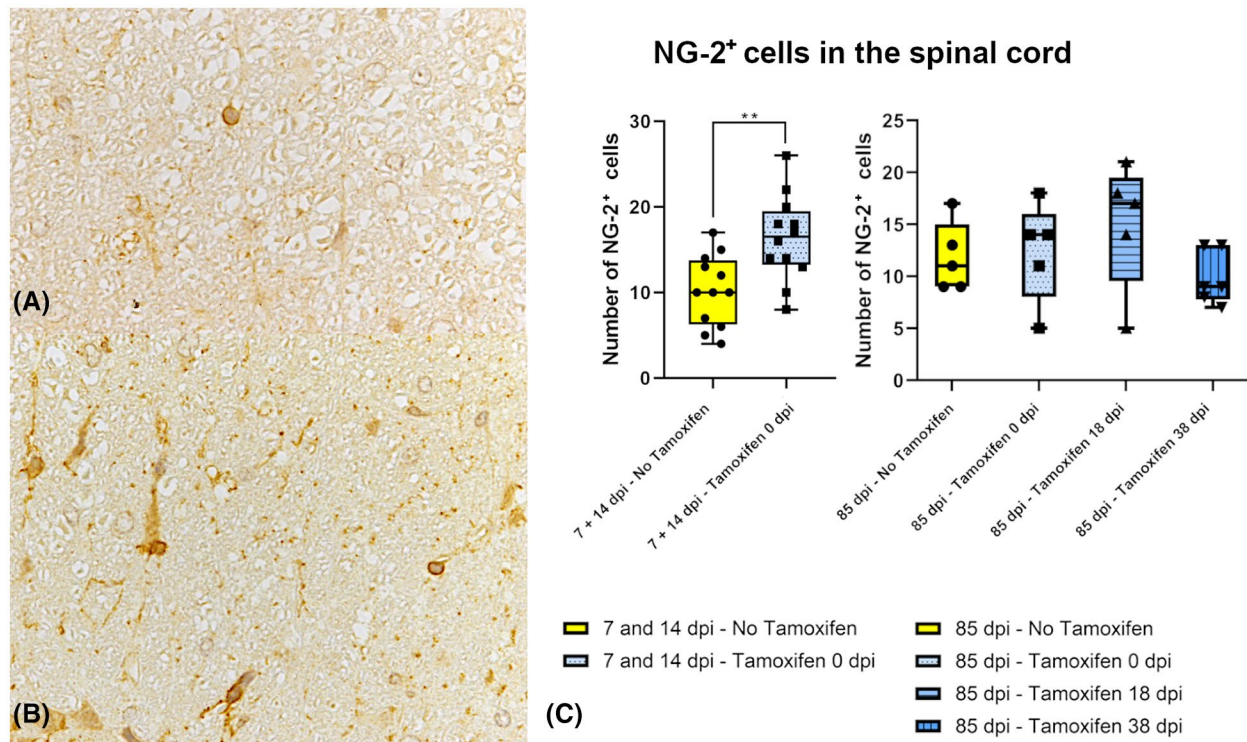 (A)
(B)
(C)
NG-2⁺ cells in the spinal cord
Number of NG-2⁺ cells
30
20
10
0
**
7 + 14 dpi - No Tamoxifen
7 + 14 dpi - Tamoxifen 0 dpi
7 and 14 dpi - No Tamoxifen
7 and 14 dpi - Tamoxifen 0 dpi
Number of NG-2⁺ cells
25
20
15
10
5
0
85 dpi - No Tamoxifen
85 dpi - Tamoxifen 0 dpi
85 dpi - Tamoxifen 18 dpi
85 dpi - Tamoxifen 38 dpi
85 dpi - No Tamoxifen
85 dpi - Tamoxifen 0 dpi
85 dpi - Tamoxifen 18 dpi
85 dpi - Tamoxifen 38 dpi